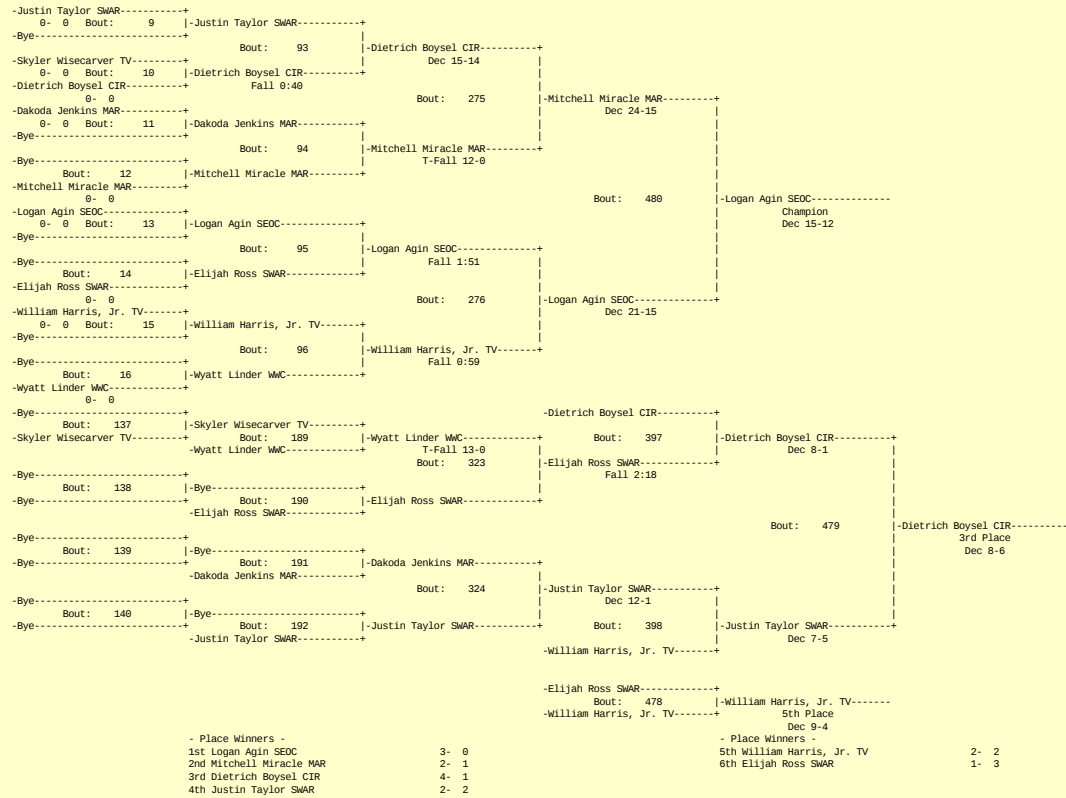 -Justin Taylor SWAR-----------+
0-  0   Bout:     9      |-Justin Taylor SWAR-----------+
-Bye--------------------------+                              |
Bout:     93         |-Dietrich Boysel CIR----------+
-Skyler Wisecarver TV---------+                              |          Dec 15-14          |
0-  0   Bout:     10     |-Dietrich Boysel CIR----------+                              |
-Dietrich Boysel CIR----------+          Fall 0:40                                          |
0-  0                                                  Bout:     275        |-Mitchell Miracle MAR---------+
-Dakoda Jenkins MAR-----------+                                                             |          Dec 24-15          |
0-  0   Bout:     11     |-Dakoda Jenkins MAR-----------+                              |                              |
-Bye--------------------------+                              |                              |                              |
Bout:     94         |-Mitchell Miracle MAR---------+                              |
-Bye--------------------------+                              |          T-Fall 12-0                                       |
Bout:     12     |-Mitchell Miracle MAR---------+                                                             |
-Mitchell Miracle MAR---------+                                                                                            |
0-  0                                                                                 Bout:     480        |-Logan Agin SEOC--------------
-Logan Agin SEOC--------------+                                                                                            |          Champion
0-  0   Bout:     13     |-Logan Agin SEOC--------------+                                                             |          Dec 15-12
-Bye--------------------------+                              |                                                             |
Bout:     95         |-Logan Agin SEOC--------------+                              |
-Bye--------------------------+                              |          Fall 1:51           |                              |
Bout:     14     |-Elijah Ross SWAR-------------+                              |                              |
-Elijah Ross SWAR-------------+                                                             |                              |
0-  0                                                  Bout:     276        |-Logan Agin SEOC--------------+
-William Harris, Jr. TV-------+                                                             |          Dec 21-15
0-  0   Bout:     15     |-William Harris, Jr. TV-------+                              |
-Bye--------------------------+                              |                              |
Bout:     96         |-William Harris, Jr. TV-------+
-Bye--------------------------+                              |          Fall 0:59
Bout:     16     |-Wyatt Linder WWC-------------+
-Wyatt Linder WWC-------------+
0-  0
-Bye--------------------------+                                                             -Dietrich Boysel CIR----------+
Bout:     137    |-Skyler Wisecarver TV---------+                                                             |
-Skyler Wisecarver TV---------+         Bout:     189        |-Wyatt Linder WWC-------------+         Bout:     397        |-Dietrich Boysel CIR----------+
-Wyatt Linder WWC-------------+          T-Fall 13-0         |                              |          Dec 8-1             |
Bout:     323        |-Elijah Ross SWAR-------------+                              |
-Bye--------------------------+                                                             |          Fall 2:18                                          |
Bout:     138    |-Bye--------------------------+                              |                                                             |
-Bye--------------------------+         Bout:     190        |-Elijah Ross SWAR-------------+                                                             |
-Elijah Ross SWAR-------------+                                                                                            |
Bout:     479        |-Dietrich Boysel CIR----------
-Bye--------------------------+                                                                                                                           |          3rd Place
Bout:     139    |-Bye--------------------------+                                                                                            |          Dec 8-6
-Bye--------------------------+         Bout:     191        |-Dakoda Jenkins MAR-----------+                                                             |
-Dakoda Jenkins MAR-----------+                              |                                                             |
Bout:     324        |-Justin Taylor SWAR-----------+                              |
-Bye--------------------------+                                                             |          Dec 12-1            |                              |
Bout:     140    |-Bye--------------------------+                              |                              |                              |
-Bye--------------------------+         Bout:     192        |-Justin Taylor SWAR-----------+         Bout:     398        |-Justin Taylor SWAR-----------+
-Justin Taylor SWAR-----------+                                                             |          Dec 7-5
-William Harris, Jr. TV-------+
-Elijah Ross SWAR-------------+
Bout:     478        |-William Harris, Jr. TV-------
-William Harris, Jr. TV-------+          5th Place
Dec 9-4
- Place Winners -                                                                          - Place Winners -
1st Logan Agin SEOC                        3-  0                                           5th William Harris, Jr. TV                 2-  2
2nd Mitchell Miracle MAR                   2-  1                                           6th Elijah Ross SWAR                       1-  3
3rd Dietrich Boysel CIR                    4-  1
4th Justin Taylor SWAR                     2-  2